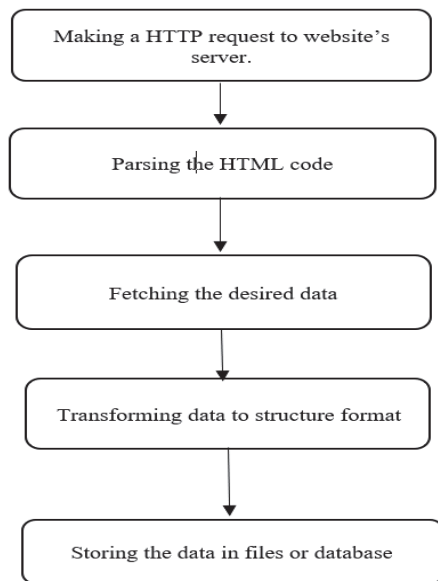 Making a HTTP request to website's
server.
Parsing the HTML code
Fetching the desired data
Transforming data to structure format
Storing the data in files or database